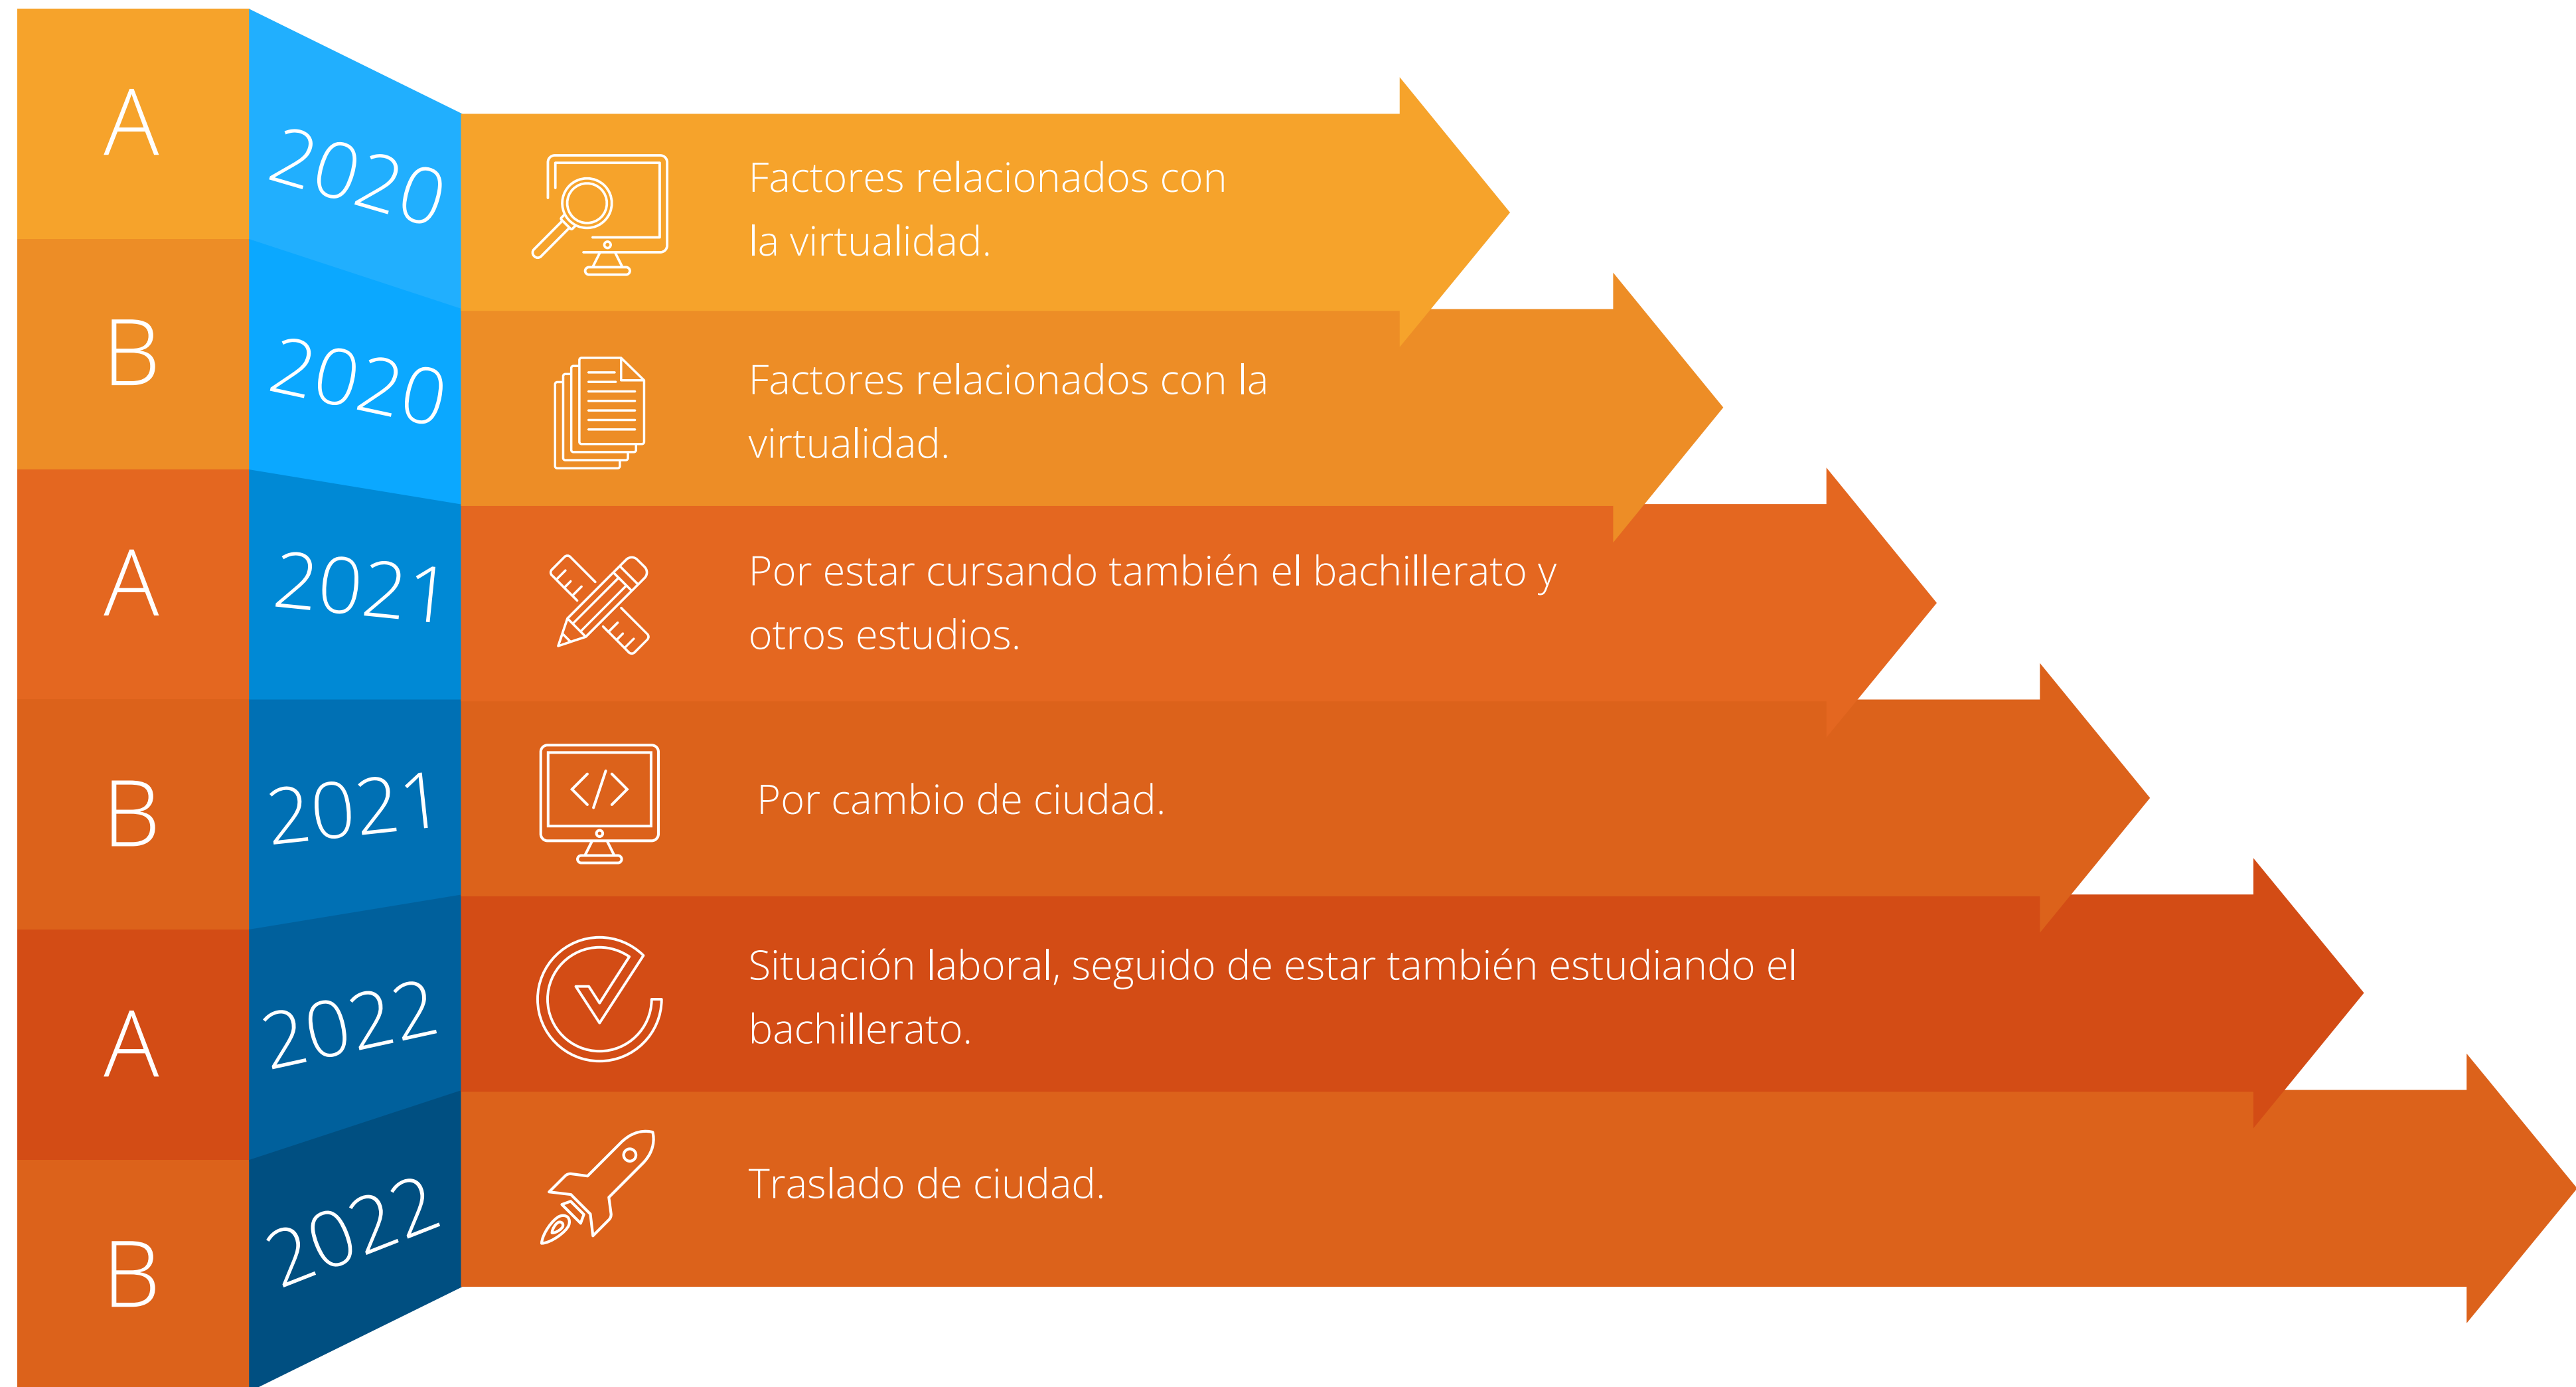 A
2020
Factores relacionados con
la virtualidad.
B
2020
Factores relacionados con la
virtualidad.
A
2021
Por estar cursando también el bachillerato y
otros estudios.
B
2021
Por cambio de ciudad.
A
2022
Situación laboral, seguido de estar también estudiando el
bachillerato.
B
2022
Traslado de ciudad.